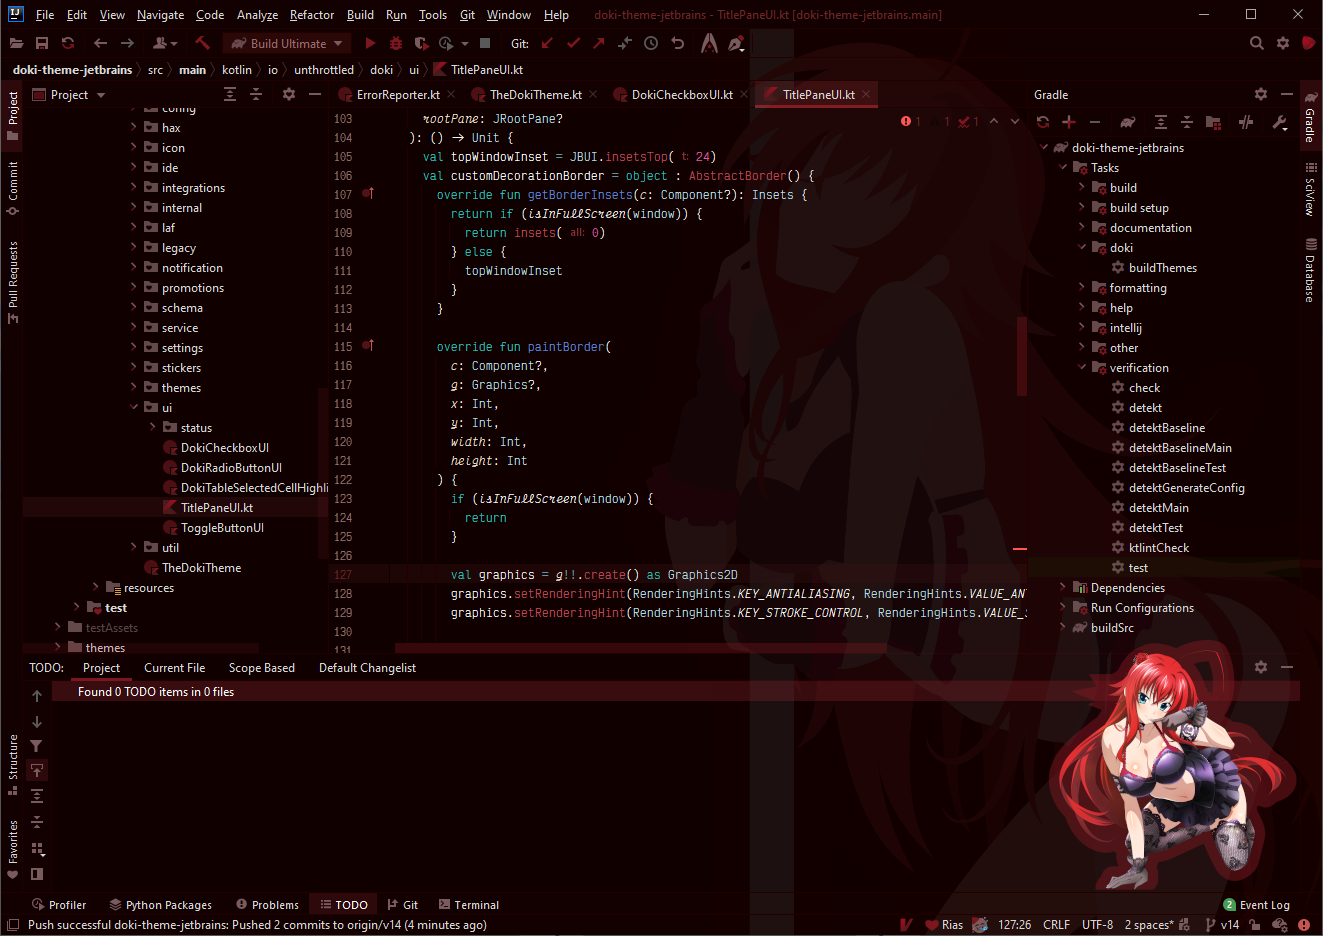 IJ File Edit View Navigate Code Analyze Refactor Build Run Tools Git Window Help doki-theme-jetbrains - TitlePaneUI.kt [doki-theme-jetbrains.main]
Build Ultimate Git:
doki-theme-jetbrains src main kotlin io unthrottled doki ui TitlePaneUI.kt
Project
Commit
Pull Requests
Structure
Favorites
Project
config
hax
icon
ide
integrations
internal
laf
legacy
notification
promotions
schema
service
settings
stickers
themes
ui
status
DokiCheckboxUI
DokiRadioButtonUI
DokiTableSelectedCellHighli
TitlePaneUI.kt
ToggleButtonUI
util
TheDokiTheme
resources
test
testAssets
themes
ErrorReporter.kt TheDokiTheme.kt DokiCheckboxUI.kt TitlePaneUI.kt
1 1 1
103 rootPane: JRootPane?
104 ): () → Unit {
105 val topWindowInset = JBUI.insetsTop( t: 24)
106 val customDecorationBorder = object : AbstractBorder() {
107 override fun getBorderInsets(c: Component?): Insets {
108 return if (isInFullScreen(window)) {
109 return insets( all: 0)
110 } else {
111 topWindowInset
112 }
113 }
114
115 override fun paintBorder(
116 c: Component?,
117 g: Graphics?,
118 x: Int,
119 y: Int,
120 width: Int,
121 height: Int
122 ) {
123 if (isInFullScreen(window)) {
124 return
125 }
126
127 val graphics = g!!.create() as Graphics2D
128 graphics.setRenderingHint(RenderingHints.KEY_ANTIALIASING, RenderingHints.VALUE_AN
129 graphics.setRenderingHint(RenderingHints.KEY_STROKE_CONTROL, RenderingHints.VALUE_S
130
131
Gradle
doki-theme-jetbrains
Tasks
build
build setup
documentation
doki
buildThemes
formatting
help
intellij
other
verification
check
detekt
detektBaseline
detektBaselineMain
detektBaselineTest
detektGenerateConfig
detektMain
detektTest
ktlintCheck
test
Dependencies
Run Configurations
buildSrc
Gradle
SciView
Database
TODO: Project Current File Scope Based Default Changelist
Found 0 TODO items in 0 files
Profiler Python Packages Problems TODO Git Terminal 2 Event Log
Push successful doki-theme-jetbrains: Pushed 2 commits to origin/v14 (4 minutes ago) Rias 127:26 CRLF UTF-8 2 spaces* v14